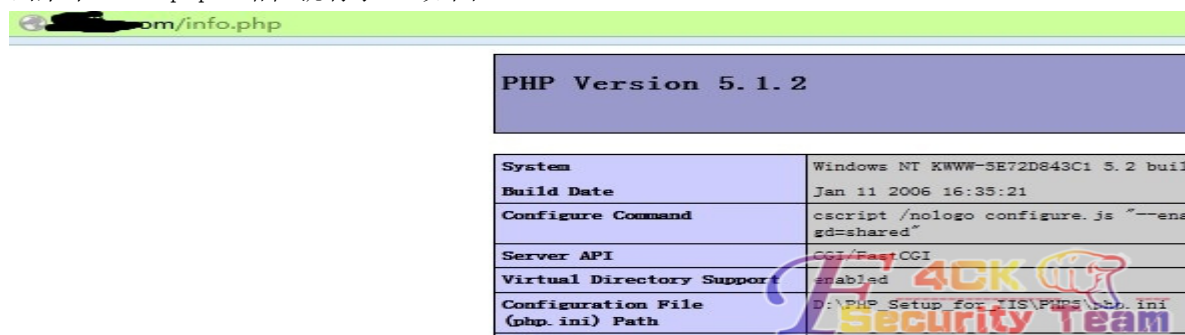 om/info.php
PHP Version 5.1.2
System
Windows NT KWWW-5E72D843C1 5.2 buil
Build Date
Jan 11 2006 16:35:21
Configure Command
cscript /nologo configure.js "--ena
gd=shared"
Server API
CGI/FastCGI
Virtual Directory Support
enabled
Configuration File
(php.ini) Path
D:\PHP Setup for IIS\PHP5\php.ini
F4CK
Security Team